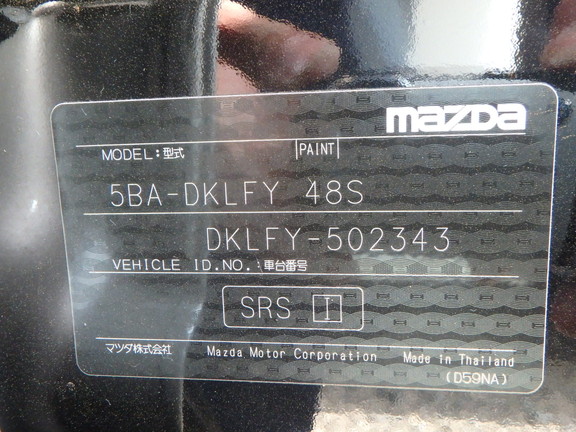 mazda
MODEL:型式 |PAINT|
5BA-DKLFY 48S
DKLFY-502343
VEHICLE ID.NO.:車台番号
SRS I
マツダ株式会社 Mazda Motor Corporation Made in Thailand
(D59NA)